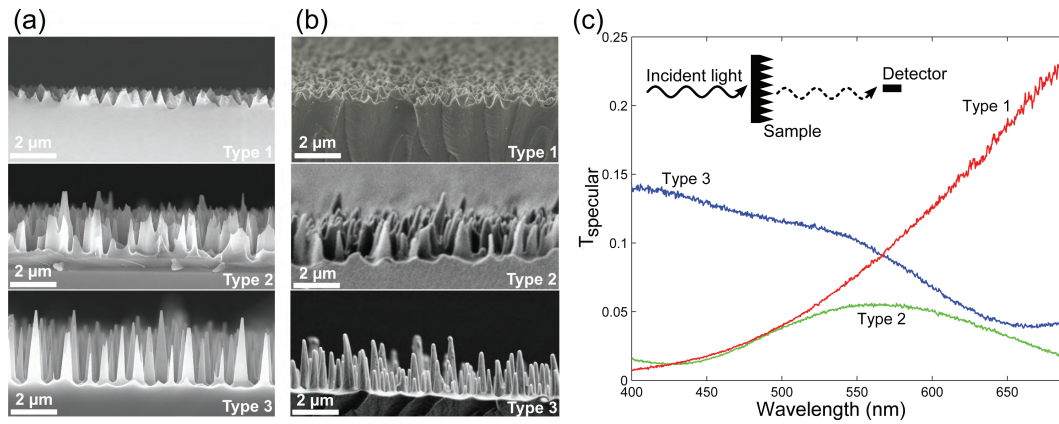 (a)
2 µm
Type 1
2 µm
Type 2
2 µm
Type 3
(b)
2 µm
Type 1
2 µm
Type 2
2 µm
Type 3
(c)
0.25
0.2
0.15
0.1
0.05
0
Tspecular
Incident light
Detector
Sample
Type 1
Type 3
Type 2
400
450
500
550
600
650
Wavelength (nm)